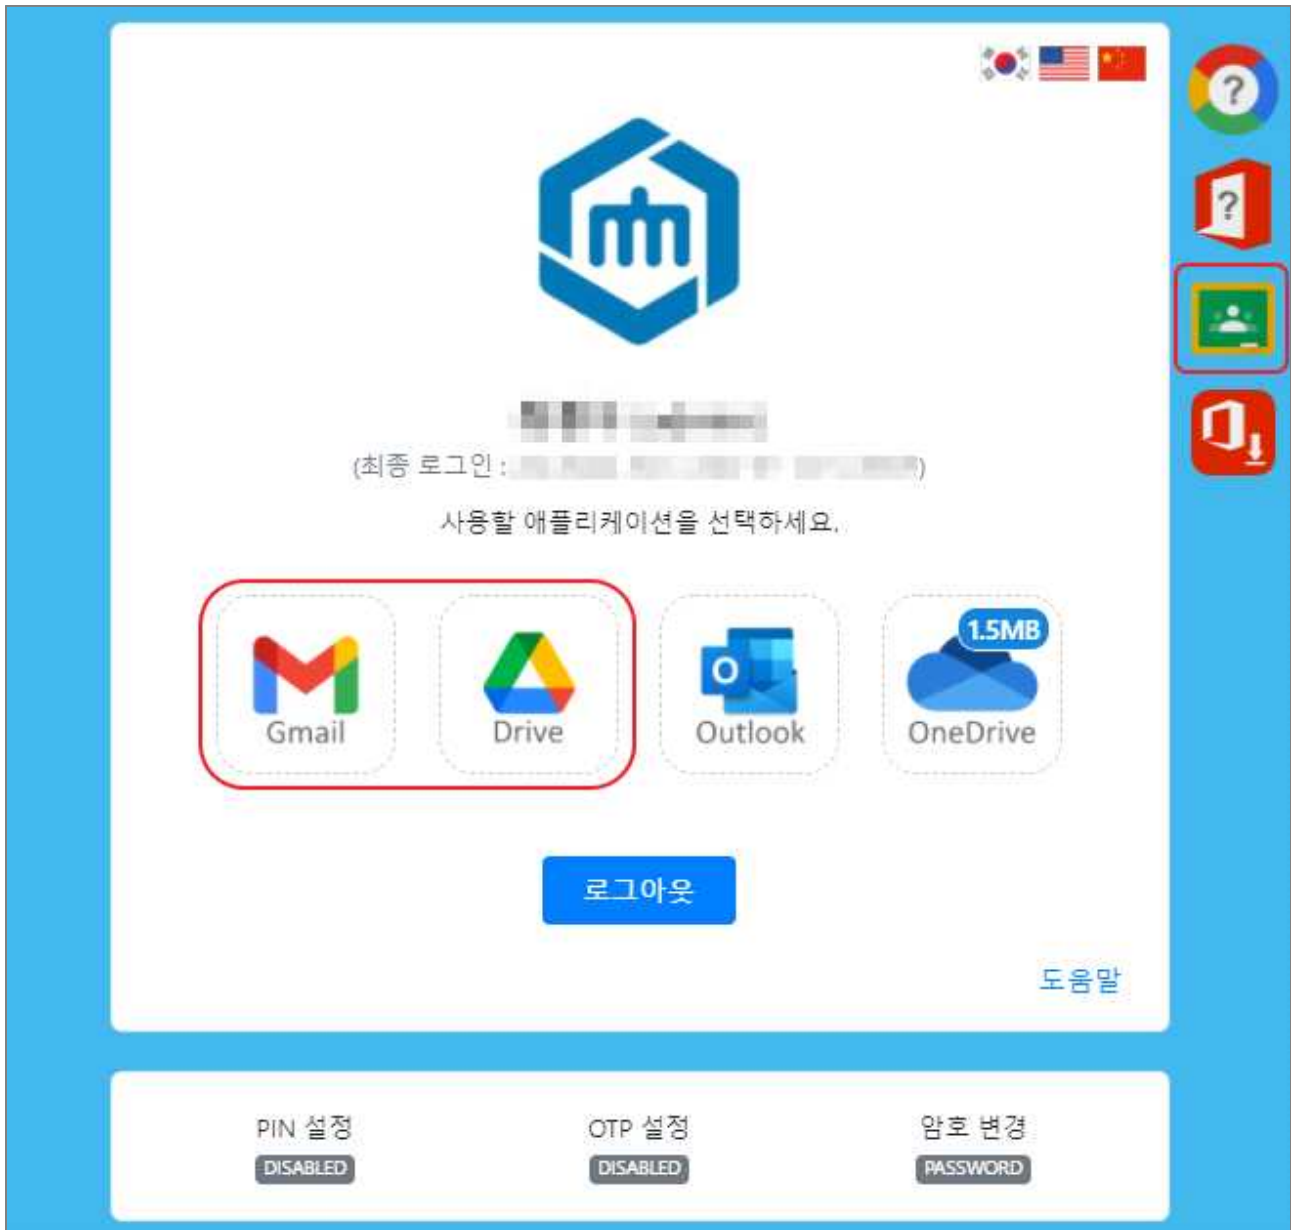 ?
?
(최종 로그인 :
)
사용할 애플리케이션을 선택하세요.
Gmail
Drive
Outlook
1.5MB
OneDrive
로그아웃
도움말
PIN 설정
DISABLED
OTP 설정
DISABLED
암호 변경
PASSWORD